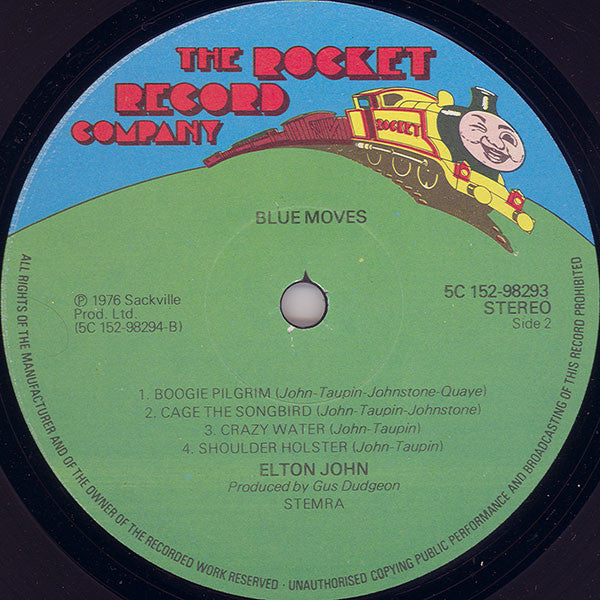 THE ROCKET
RECORD
COMPANY
ROCKET
BLUE MOVES
℗ 1976 Sackville
Prod. Ltd.
(5C 152-98294-B)
5C 152-98293
STEREO
Side 2
1. BOOGIE PILGRIM (John-Taupin-Johnstone-Quaye)
2. CAGE THE SONGBIRD (John-Taupin-Johnstone)
3. CRAZY WATER (John-Taupin)
4. SHOULDER HOLSTER (John-Taupin)
ELTON JOHN
Produced by Gus Dudgeon
STEMRA
ALL RIGHTS OF THE MANUFACTURER AND OF THE OWNER OF THE RECORDED WORK RESERVED · UNAUTHORISED COPYING PUBLIC PERFORMANCE AND BROADCASTING OF THIS RECORD PROHIBITED